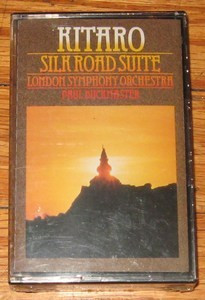 KITARO
SILK ROAD SUITE
LONDON SYMPHONY ORCHESTRA
PAUL BUCKMASTER